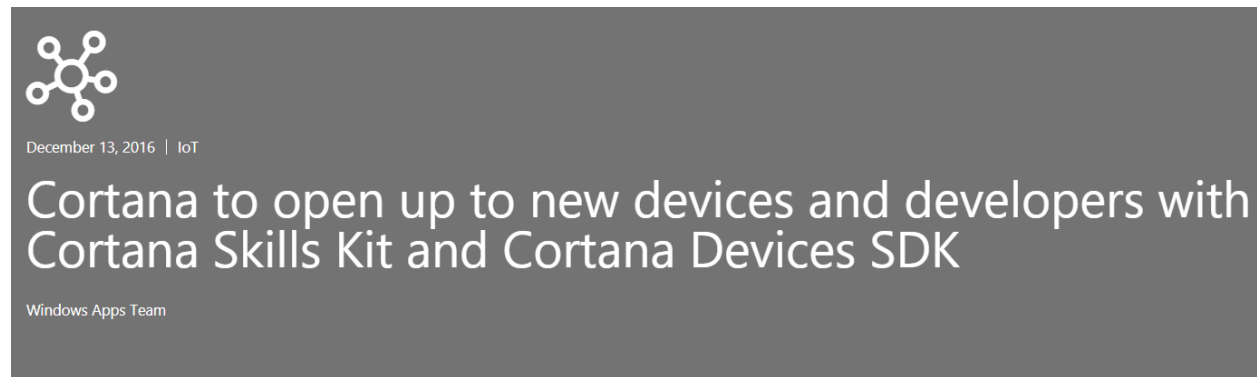 December 13, 2016 | IoT
Cortana to open up to new devices and developers with
Cortana Skills Kit and Cortana Devices SDK
Windows Apps Team